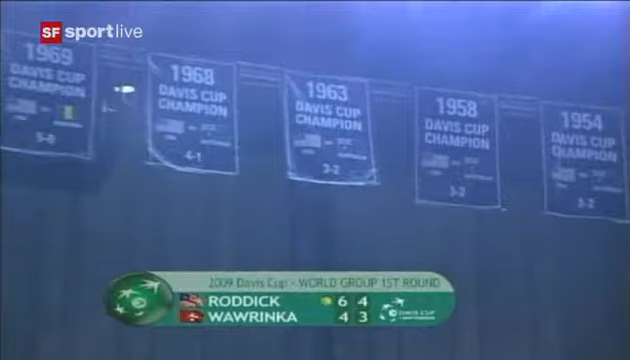 SF sportlive
1969
DAVIS CUP
CHAMPION
5-0
1968
DAVIS CUP
CHAMPION
4-1
1963
DAVIS CUP
CHAMPION
3-2
1958
DAVIS CUP
CHAMPION
3-2
1954
DAVIS CUP
CHAMPION
3-2
2009 Davis Cup - WORLD GROUP 1ST ROUND
RODDICK 6 4
WAWRINKA 4 3
DAVIS CUP